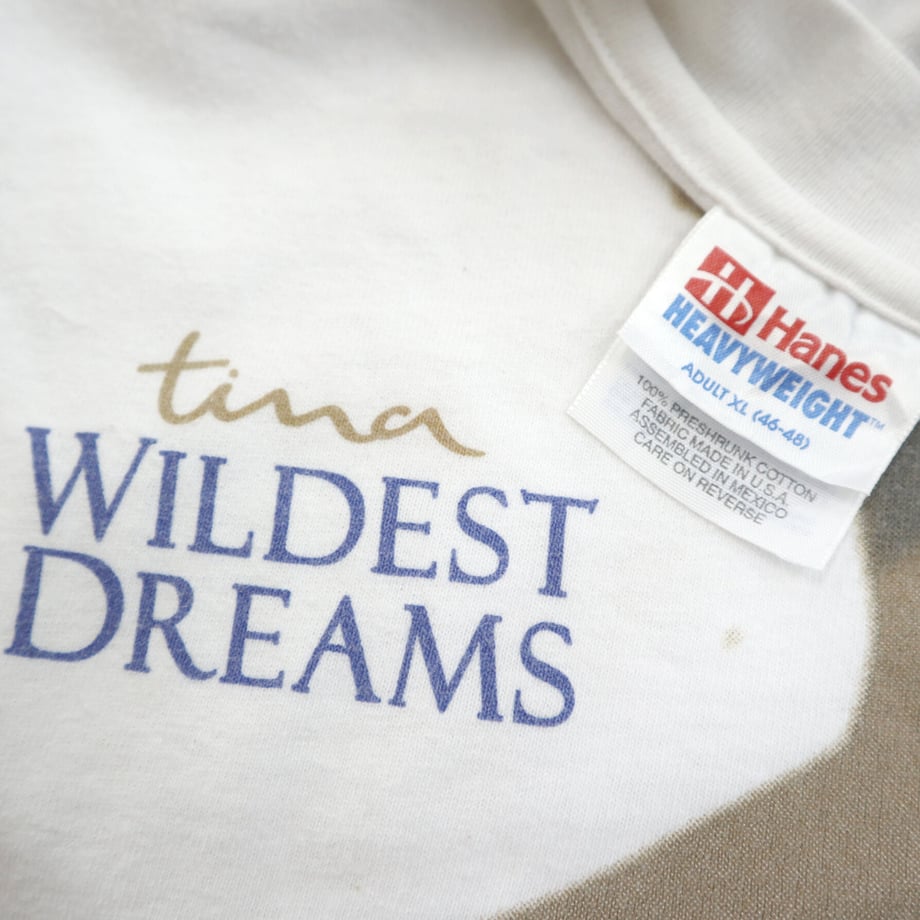 tina
WILDEST
DREAMS
Hanes
HEAVYWEIGHT™
ADULT XL (46-48)
100% PRESHRUNK COTTON
FABRIC MADE IN U.S.A.
ASSEMBLED IN MEXICO
CARE ON REVERSE